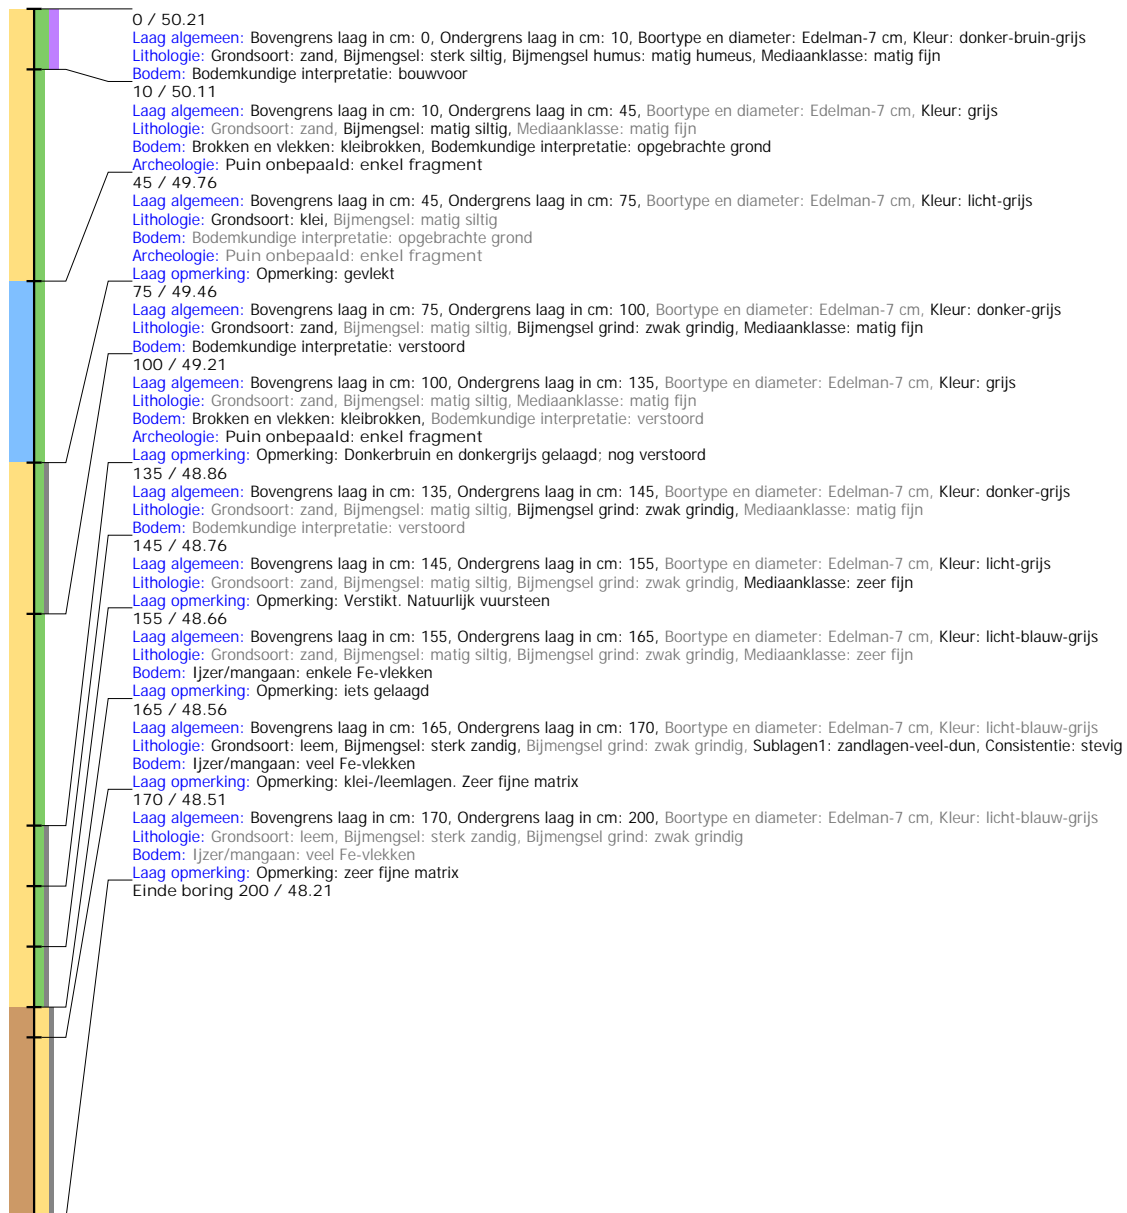 0 / 50.21
Laag algemeen: Bovengrens laag in cm: 0, Ondergrens laag in cm: 10, Boortype en diameter: Edelman-7 cm, Kleur: donker-bruin-grijs
Lithologie: Grondsoort: zand, Bijmengsel: sterk siltig, Bijmengsel humus: matig humeus, Mediaanklasse: matig fijn
Bodem: Bodemkundige interpretatie: bouwvoor
10 / 50.11
Laag algemeen: Bovengrens laag in cm: 10, Ondergrens laag in cm: 45, Boortype en diameter: Edelman-7 cm, Kleur: grijs
Lithologie: Grondsoort: zand, Bijmengsel: matig siltig, Mediaanklasse: matig fijn
Bodem: Brokken en vlekken: kleibrokken, Bodemkundige interpretatie: opgebrachte grond
Archeologie: Puin onbepaald: enkel fragment
45 / 49.76
Laag algemeen: Bovengrens laag in cm: 45, Ondergrens laag in cm: 75, Boortype en diameter: Edelman-7 cm, Kleur: licht-grijs
Lithologie: Grondsoort: klei, Bijmengsel: matig siltig
Bodem: Bodemkundige interpretatie: opgebrachte grond
Archeologie: Puin onbepaald: enkel fragment
Laag opmerking: Opmerking: gevlekt
75 / 49.46
Laag algemeen: Bovengrens laag in cm: 75, Ondergrens laag in cm: 100, Boortype en diameter: Edelman-7 cm, Kleur: donker-grijs
Lithologie: Grondsoort: zand, Bijmengsel: matig siltig, Bijmengsel grind: zwak grindig, Mediaanklasse: matig fijn
Bodem: Bodemkundige interpretatie: verstoord
100 / 49.21
Laag algemeen: Bovengrens laag in cm: 100, Ondergrens laag in cm: 135, Boortype en diameter: Edelman-7 cm, Kleur: grijs
Lithologie: Grondsoort: zand, Bijmengsel: matig siltig, Mediaanklasse: matig fijn
Bodem: Brokken en vlekken: kleibrokken, Bodemkundige interpretatie: verstoord
Archeologie: Puin onbepaald: enkel fragment
Laag opmerking: Opmerking: Donkerbruin en donkergrijs gelaagd; nog verstoord
135 / 48.86
Laag algemeen: Bovengrens laag in cm: 135, Ondergrens laag in cm: 145, Boortype en diameter: Edelman-7 cm, Kleur: donker-grijs
Lithologie: Grondsoort: zand, Bijmengsel: matig siltig, Bijmengsel grind: zwak grindig, Mediaanklasse: matig fijn
Bodem: Bodemkundige interpretatie: verstoord
145 / 48.76
Laag algemeen: Bovengrens laag in cm: 145, Ondergrens laag in cm: 155, Boortype en diameter: Edelman-7 cm, Kleur: licht-grijs
Lithologie: Grondsoort: zand, Bijmengsel: matig siltig, Bijmengsel grind: zwak grindig, Mediaanklasse: zeer fijn
Laag opmerking: Opmerking: Verstikt. Natuurlijk vuursteen
155 / 48.66
Laag algemeen: Bovengrens laag in cm: 155, Ondergrens laag in cm: 165, Boortype en diameter: Edelman-7 cm, Kleur: licht-blauw-grijs
Lithologie: Grondsoort: zand, Bijmengsel: matig siltig, Bijmengsel grind: zwak grindig, Mediaanklasse: zeer fijn
Bodem: Ijzer/mangaan: enkele Fe-vlekken
Laag opmerking: Opmerking: iets gelaagd
165 / 48.56
Laag algemeen: Bovengrens laag in cm: 165, Ondergrens laag in cm: 170, Boortype en diameter: Edelman-7 cm, Kleur: licht-blauw-grijs
Lithologie: Grondsoort: leem, Bijmengsel: sterk zandig, Bijmengsel grind: zwak grindig, Sublagen1: zandlagen-veel-dun, Consistentie: stevig
Bodem: Ijzer/mangaan: veel Fe-vlekken
Laag opmerking: Opmerking: klei-/leemlagen. Zeer fijne matrix
170 / 48.51
Laag algemeen: Bovengrens laag in cm: 170, Ondergrens laag in cm: 200, Boortype en diameter: Edelman-7 cm, Kleur: licht-blauw-grijs
Lithologie: Grondsoort: leem, Bijmengsel: sterk zandig, Bijmengsel grind: zwak grindig
Bodem: Ijzer/mangaan: veel Fe-vlekken
Laag opmerking: Opmerking: zeer fijne matrix
Einde boring 200 / 48.21